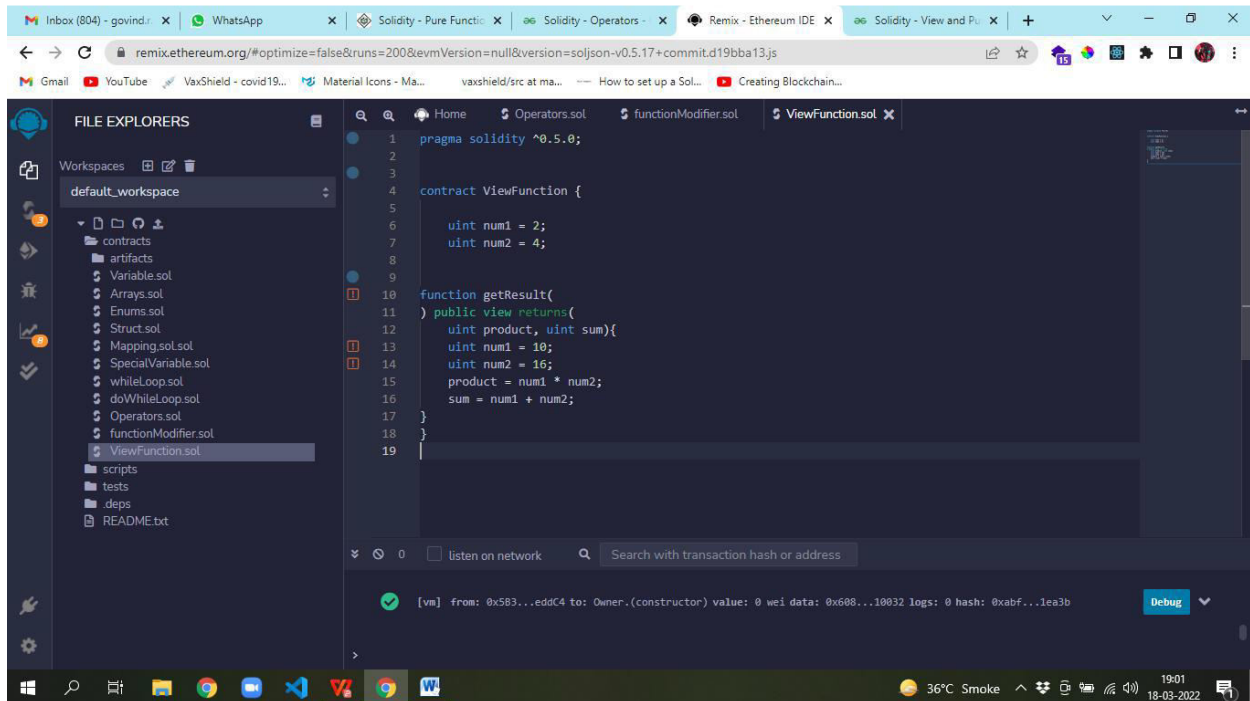 Inbox (804) - govind.r.
WhatsApp
Solidity - Pure Functio
Solidity - Operators -
Remix - Ethereum IDE
Solidity - View and Pu
remix.ethereum.org/#optimize=false&runs=200&evmVersion=null&version=soljson-v0.5.17+commit.d19bba13.js
15
Gmail
YouTube
VaxShield - covid19...
Material Icons - Ma...
vaxshield/src at ma...
How to set up a Sol...
Creating Blockchain...
FILE EXPLORERS
Workspaces
default_workspace
3
8
contracts
artifacts
Variable.sol
Arrays.sol
Enums.sol
Struct.sol
Mapping,sol.sol
SpecialVariable.sol
whileLoop.sol
doWhileLoop.sol
Operators.sol
functionModifier.sol
ViewFunction.sol
scripts
tests
.deps
README.txt
Home
Operators.sol
functionModifier.sol
ViewFunction.sol
1 pragma solidity ^0.5.0;
2
3
4 contract ViewFunction {
5
6 uint num1 = 2;
7 uint num2 = 4;
8
9
10 function getResult(
11 ) public view returns(
12 uint product, uint sum){
13 uint num1 = 10;
14 uint num2 = 16;
15 product = num1 * num2;
16 sum = num1 + num2;
17 }
18 }
19
0 listen on network Search with transaction hash or address
[vm] from: 0x5B3...eddC4 to: Owner.(constructor) value: 0 wei data: 0x608...10032 logs: 0 hash: 0xabf...1ea3b
Debug
>
36°C Smoke
19:01
18-03-2022
1